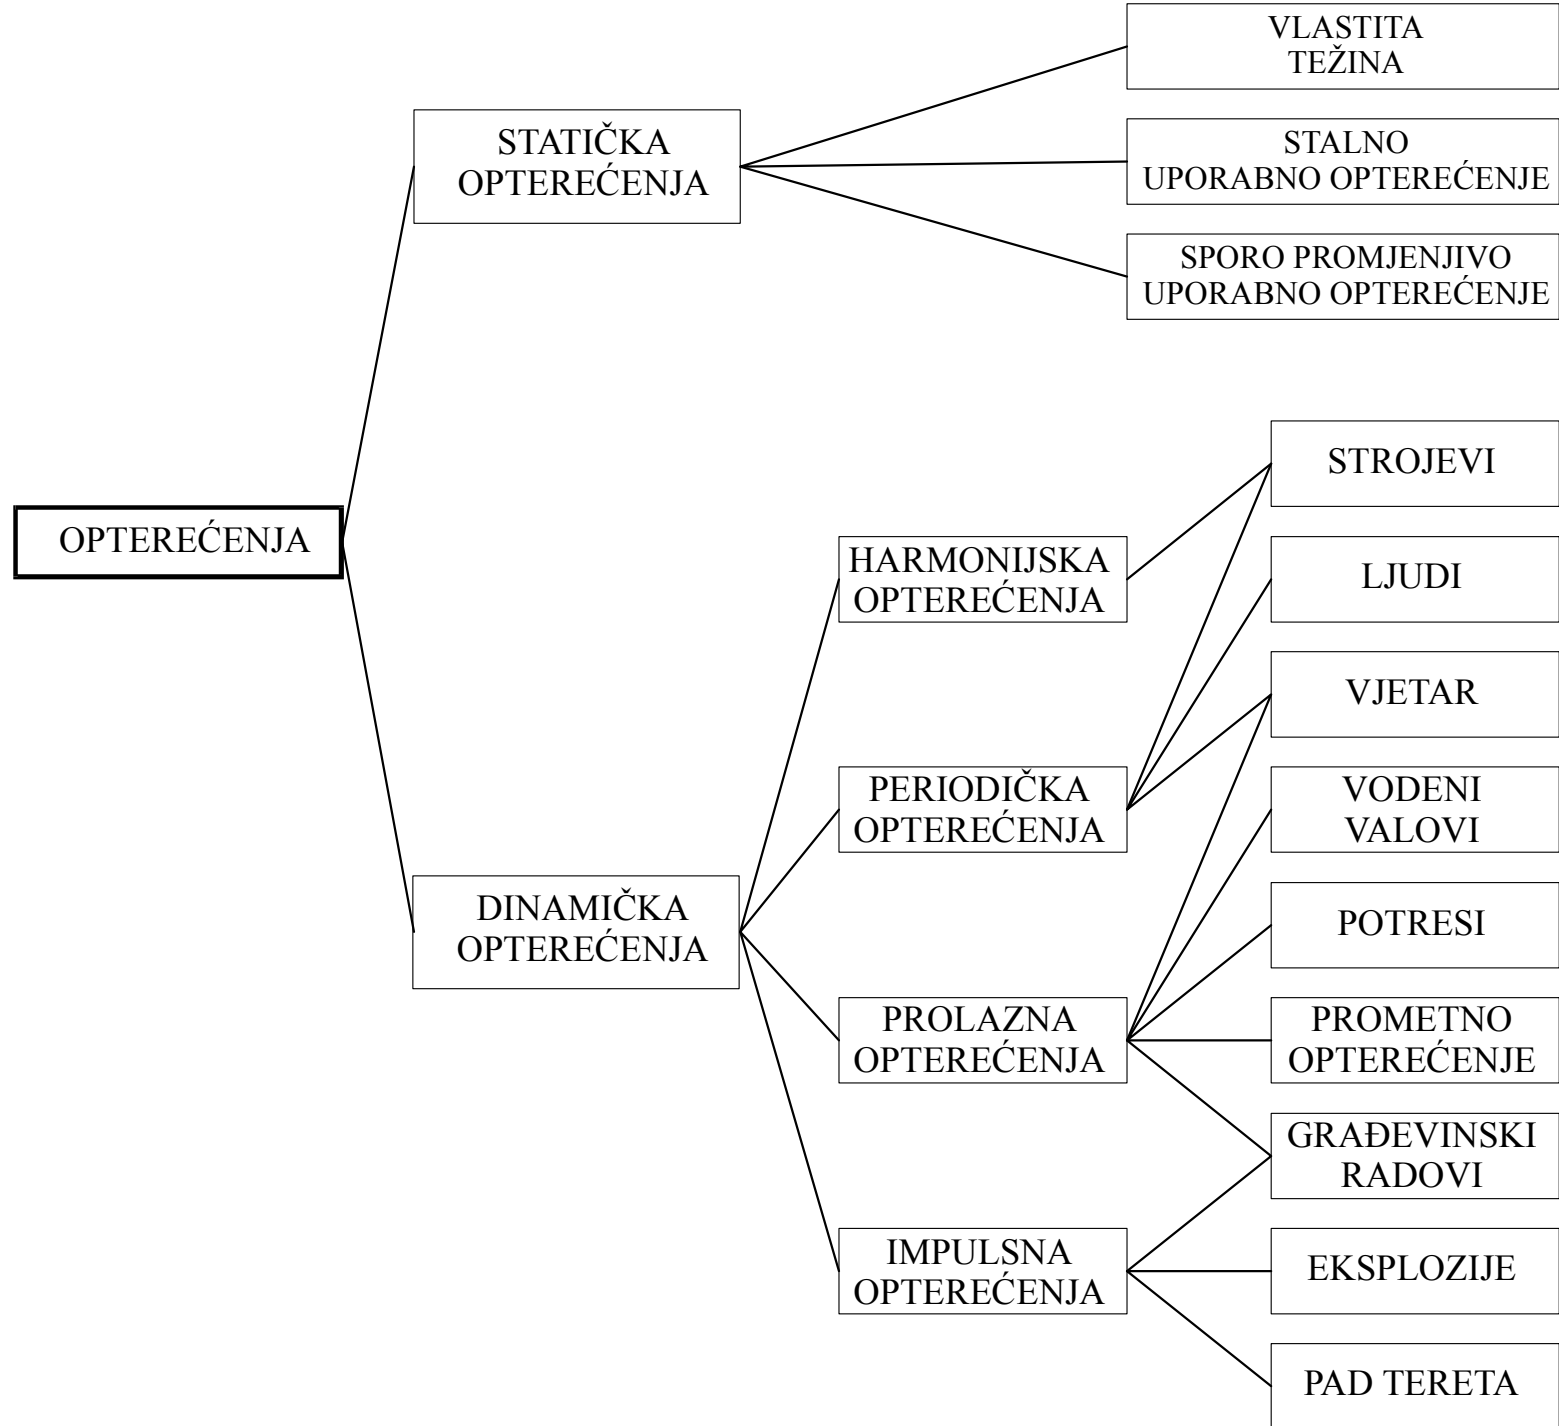 VLASTITA
TEŽINA
STATIČKA
OPTEREĆENJA
STALNO
UPORABNO OPTEREĆENJE
SPORO PROMJENJIVO
UPORABNO OPTEREĆENJE
OPTEREĆENJA
DINAMIČKA
OPTEREĆENJA
HARMONIJSKA
OPTEREĆENJA
PERIODIČKA
OPTEREĆENJA
PROLAZNA
OPTEREĆENJA
IMPULSNA
OPTEREĆENJA
STROJEVI
LJUDI
VJETAR
VODENI
VALOVI
POTRESI
PROMETNO
OPTEREĆENJE
GRAĐEVINSKI
RADOVI
EKSPLOZIJE
PAD TERETA